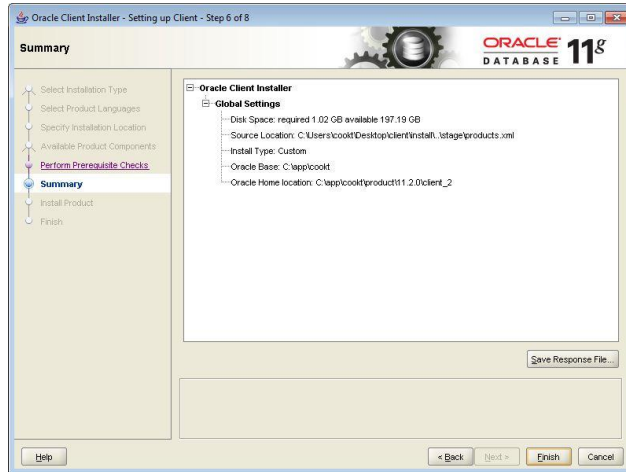 Oracle Client Installer - Setting up Client - Step 6 of 8
Summary
ORACLE
DATABASE
11g
Select Installation Type
Select Product Languages
Specify Installation Location
Available Product Components
Perform Prerequisite Checks
Summary
Install Product
Finish
Oracle Client Installer
Global Settings
Disk Space: required 1.02 GB available 197.19 GB
Source Location: C:\Users\cookt\Desktop\client\install\..\stage\products.xml
Install Type: Custom
Oracle Base: C:\app\cookt
Oracle Home location: C:\app\cookt\product\11.2.0\client_2
Save Response File...
Help
< Back
Next >
Finish
Cancel